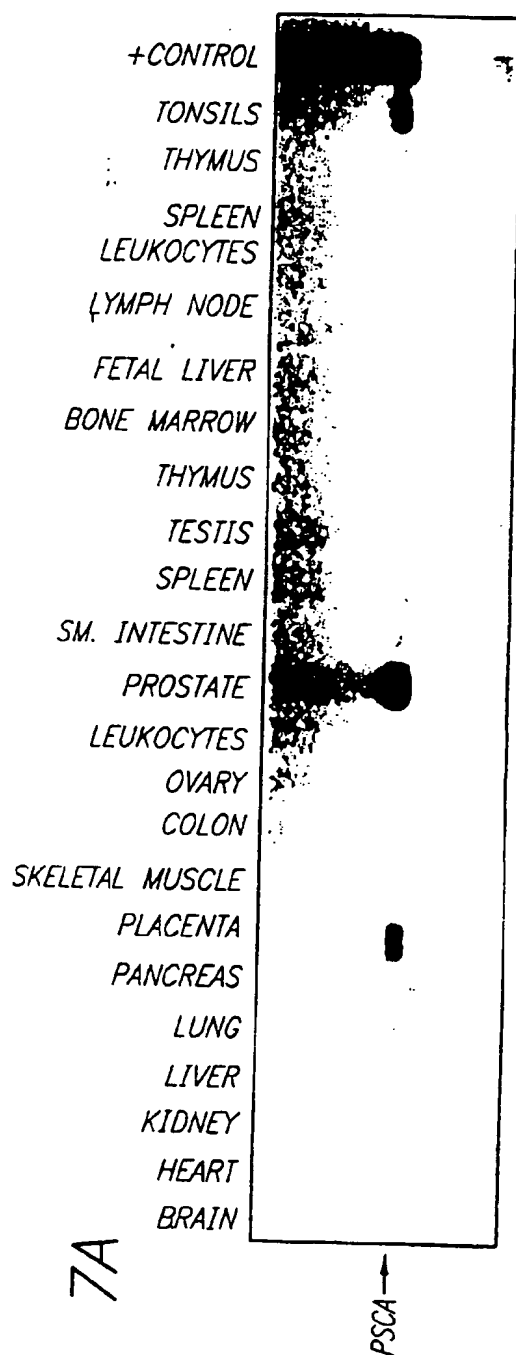 +CONTROL
TONSILS
THYMUS
SPLEEN
LEUKOCYTES
LYMPH NODE
FETAL LIVER
BONE MARROW
THYMUS
TESTIS
SPLEEN
SM. INTESTINE
PROSTATE
LEUKOCYTES
OVARY
COLON
SKELETAL MUSCLE
PLACENTA
PANCREAS
LUNG
LIVER
KIDNEY
HEART
BRAIN
7A
PSCA